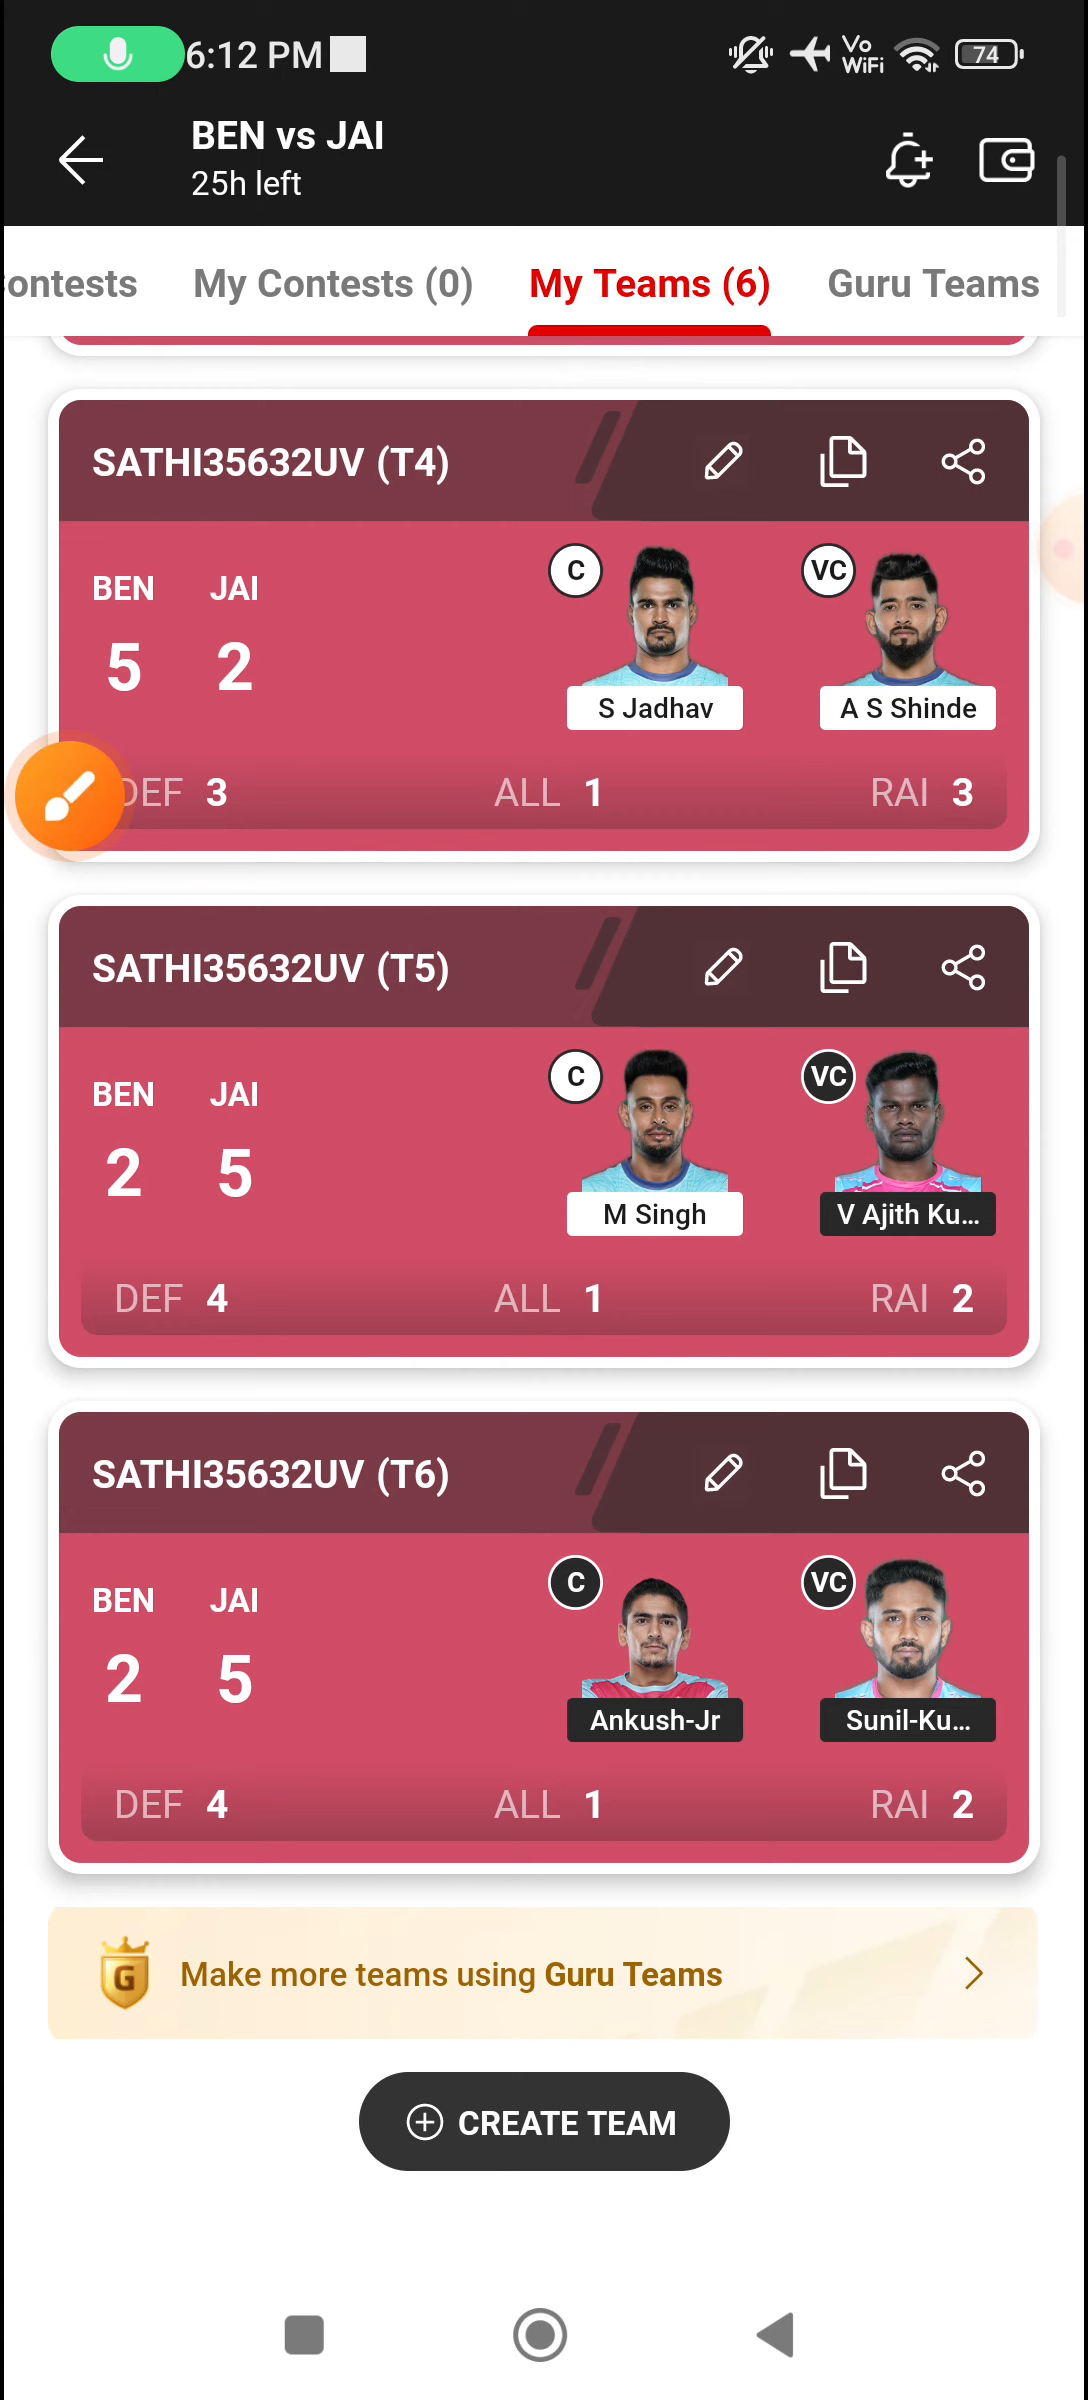 6:12 PM
Vo
WiFi
74
BEN vs JAI
25h left
ontests My Contests (0) My Teams (6) Guru Teams
SATHI35632UV (T4)
BEN JAI
5 2
C
VC
S Jadhav
A S Shinde
DEF 3 ALL 1 RAI 3
SATHI35632UV (T5)
BEN JAI
2 5
C
VC
M Singh
V Ajith Ku...
DEF 4 ALL 1 RAI 2
SATHI35632UV (T6)
BEN JAI
2 5
C
VC
Ankush-Jr
Sunil-Ku...
DEF 4 ALL 1 RAI 2
G
Make more teams using Guru Teams
CREATE TEAM